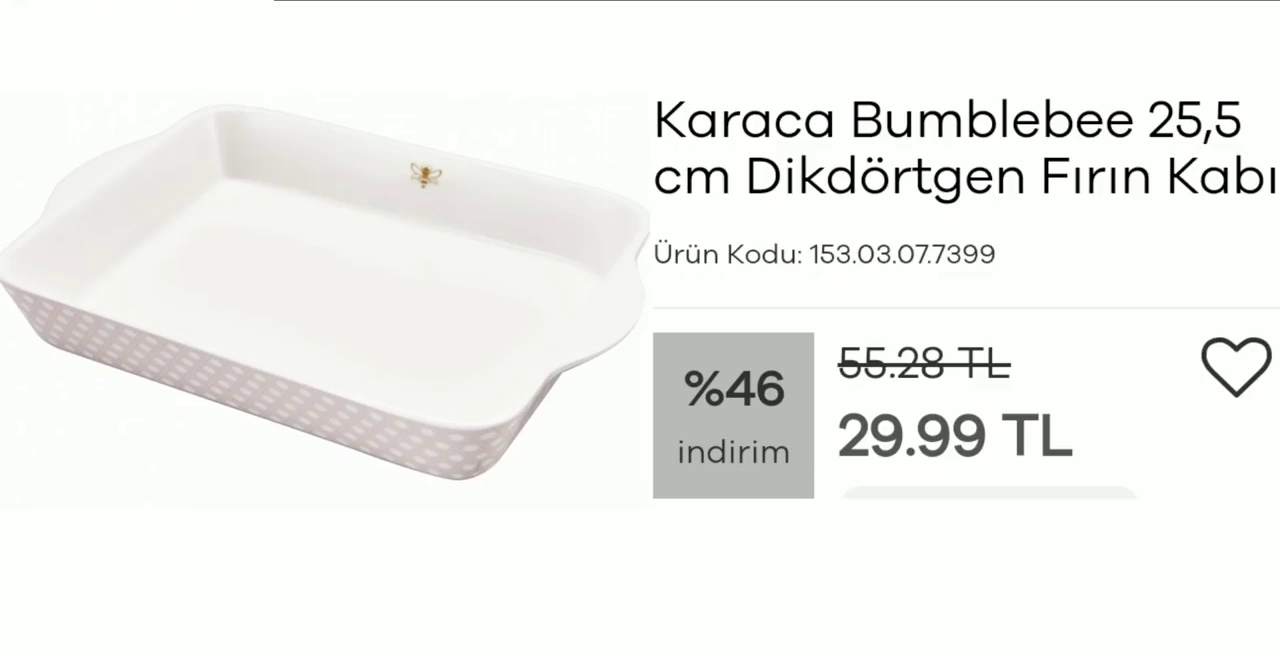 Karaca Bumblebee 25,5
cm Dikdörtgen Fırın Kabı
Ürün Kodu: 153.03.07.7399
%46
indirim
55.28 TL
29.99 TL